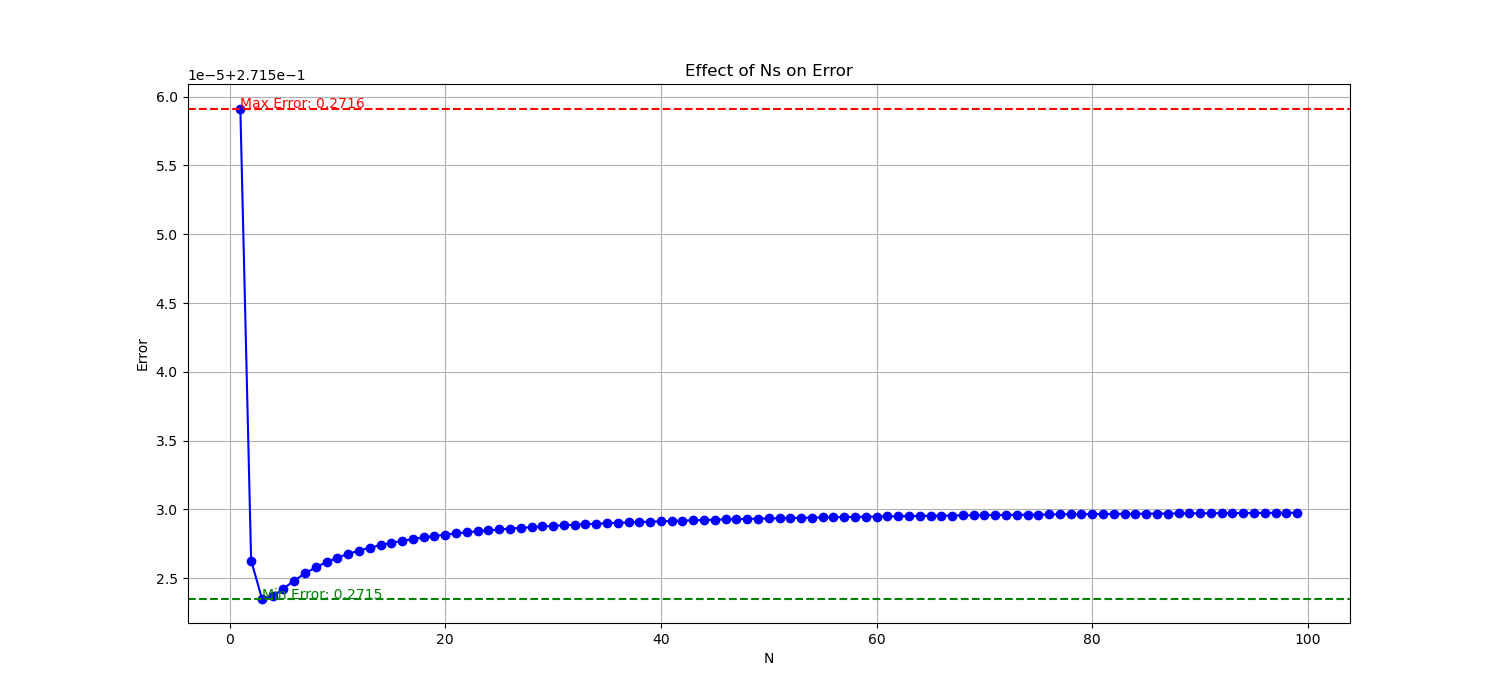 Effect of Ns on Error
1e−5+2.715e−1
6.0
Max Error: 0.2716
5.5
5.0
4.5
4.0
Error
3.5
3.0
2.5
Min Error: 0.2715
0 20 40 60 80 100
N